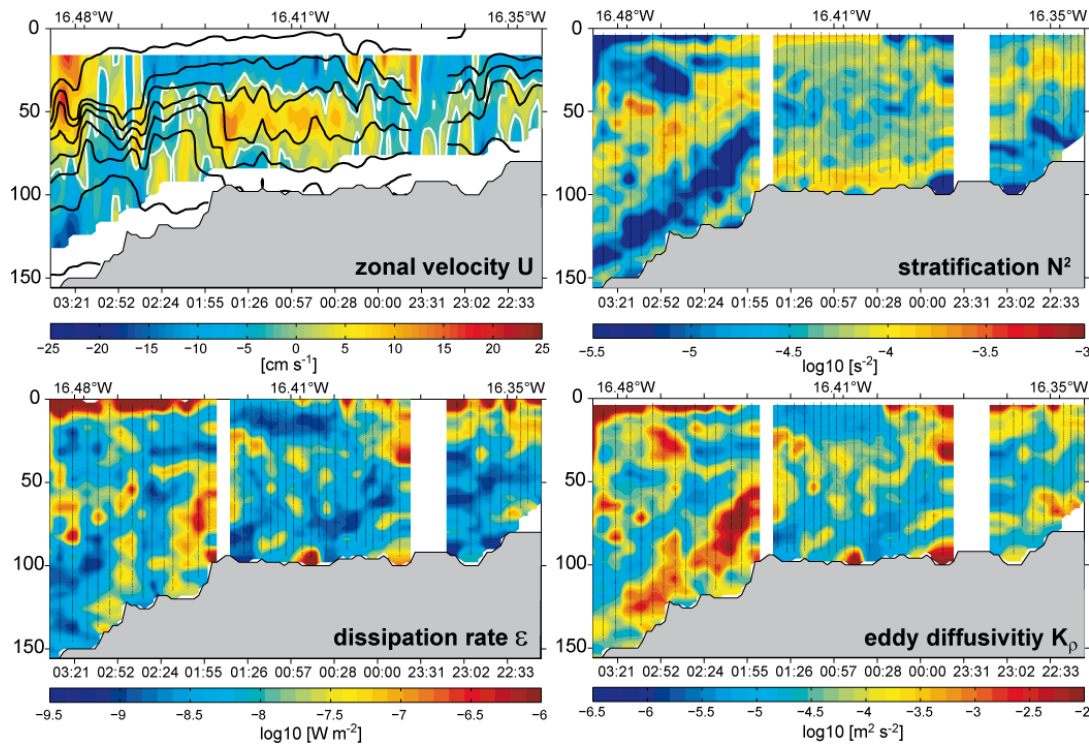 16.48°W 16.41°W 16.35°W
0
50
100
150
zonal velocity U
03:21 02:52 02:24 01:55 01:26 00:57 00:00 23:31 23:02 22:33
−25 −20 −15 −10 −5 0 5 10 15 20 25
[cm s⁻¹]
16.48°W 16.41°W 16.35°W
0
50
100
150
stratification N²
03:21 02:52 02:24 01:55 01:26 00:57 00:00 23:31 23:02 22:33
−5.5 −5 −4.5 −4 −3.5 −3
log10 [s⁻²]
16.48°W 16.41°W 16.35°W
0
50
100
150
dissipation rate ε
03:21 02:52 02:24 01:55 01:26 00:57 00:00 23:31 23:02 22:33
−9.5 −9 −8.5 −8 −7.5 −7 −6.5 −6
log10 [W m⁻²]
16.48°W 16.41°W 16.35°W
0
50
100
150
eddy diffusivitiy Kρ
03:21 02:52 02:24 01:55 01:26 00:57 00:00 23:31 23:02 22:33
−6.5 −6 −5.5 −5 −4.5 −4 −3.5 −3 −2.5 −2
log10 [m² s⁻²]